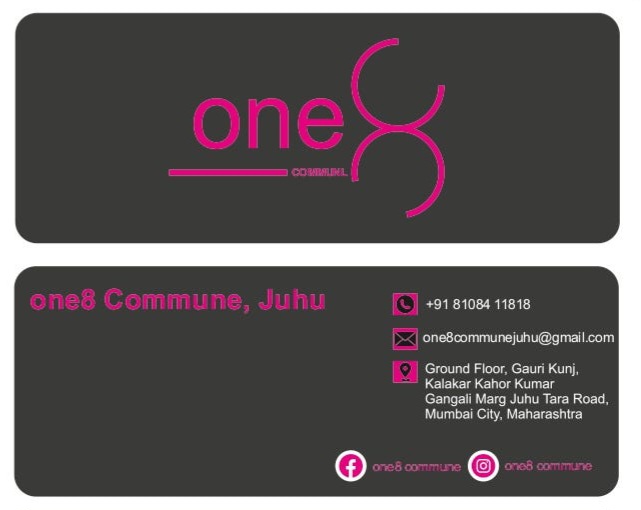 one8
COMMUNE
one8 Commune, Juhu
+91 81084 11818
one8communejuhu@gmail.com
Ground Floor, Gauri Kunj,
Kalakar Kahor Kumar
Gangali Marg Juhu Tara Road,
Mumbai City, Maharashtra
one8 commune
one8 commune